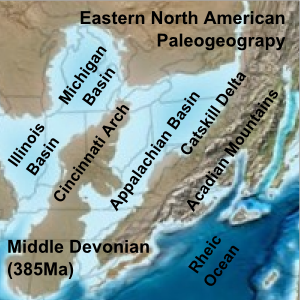 Eastern North American
Paleogeograpy
Michigan
Basin
Illinois
Basin
Cincinnati Arch
Appalachian Basin
Catskill Delta
Acadian Mountains
Middle Devonian
(385Ma)
Rheic
Ocean